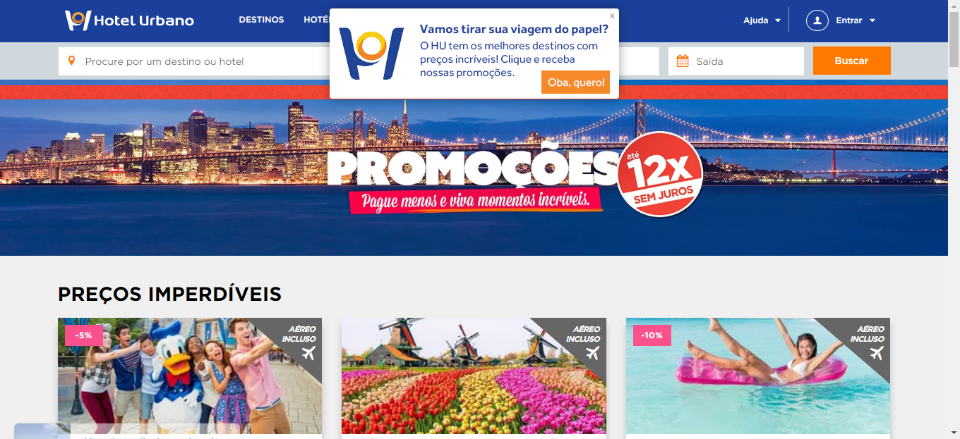 Hotel Urbano
DESTINOS
Ajuda
Entrar
x
Vamos tirar sua viagem do papel?
O HU tem os melhores destinos com
preços incríveis! Clique e receba
nossas promoções.
Oba, quero!
Procure por um destino ou hotel
Saída
Buscar
PROMOÇÕES
Pague menos e viva momentos incríveis.
até
12x
SEM JUROS
PREÇOS IMPERDÍVEIS
-5%
AÉREO
INCLUSO
AÉREO
INCLUSO
-10%
AÉREO
INCLUSO